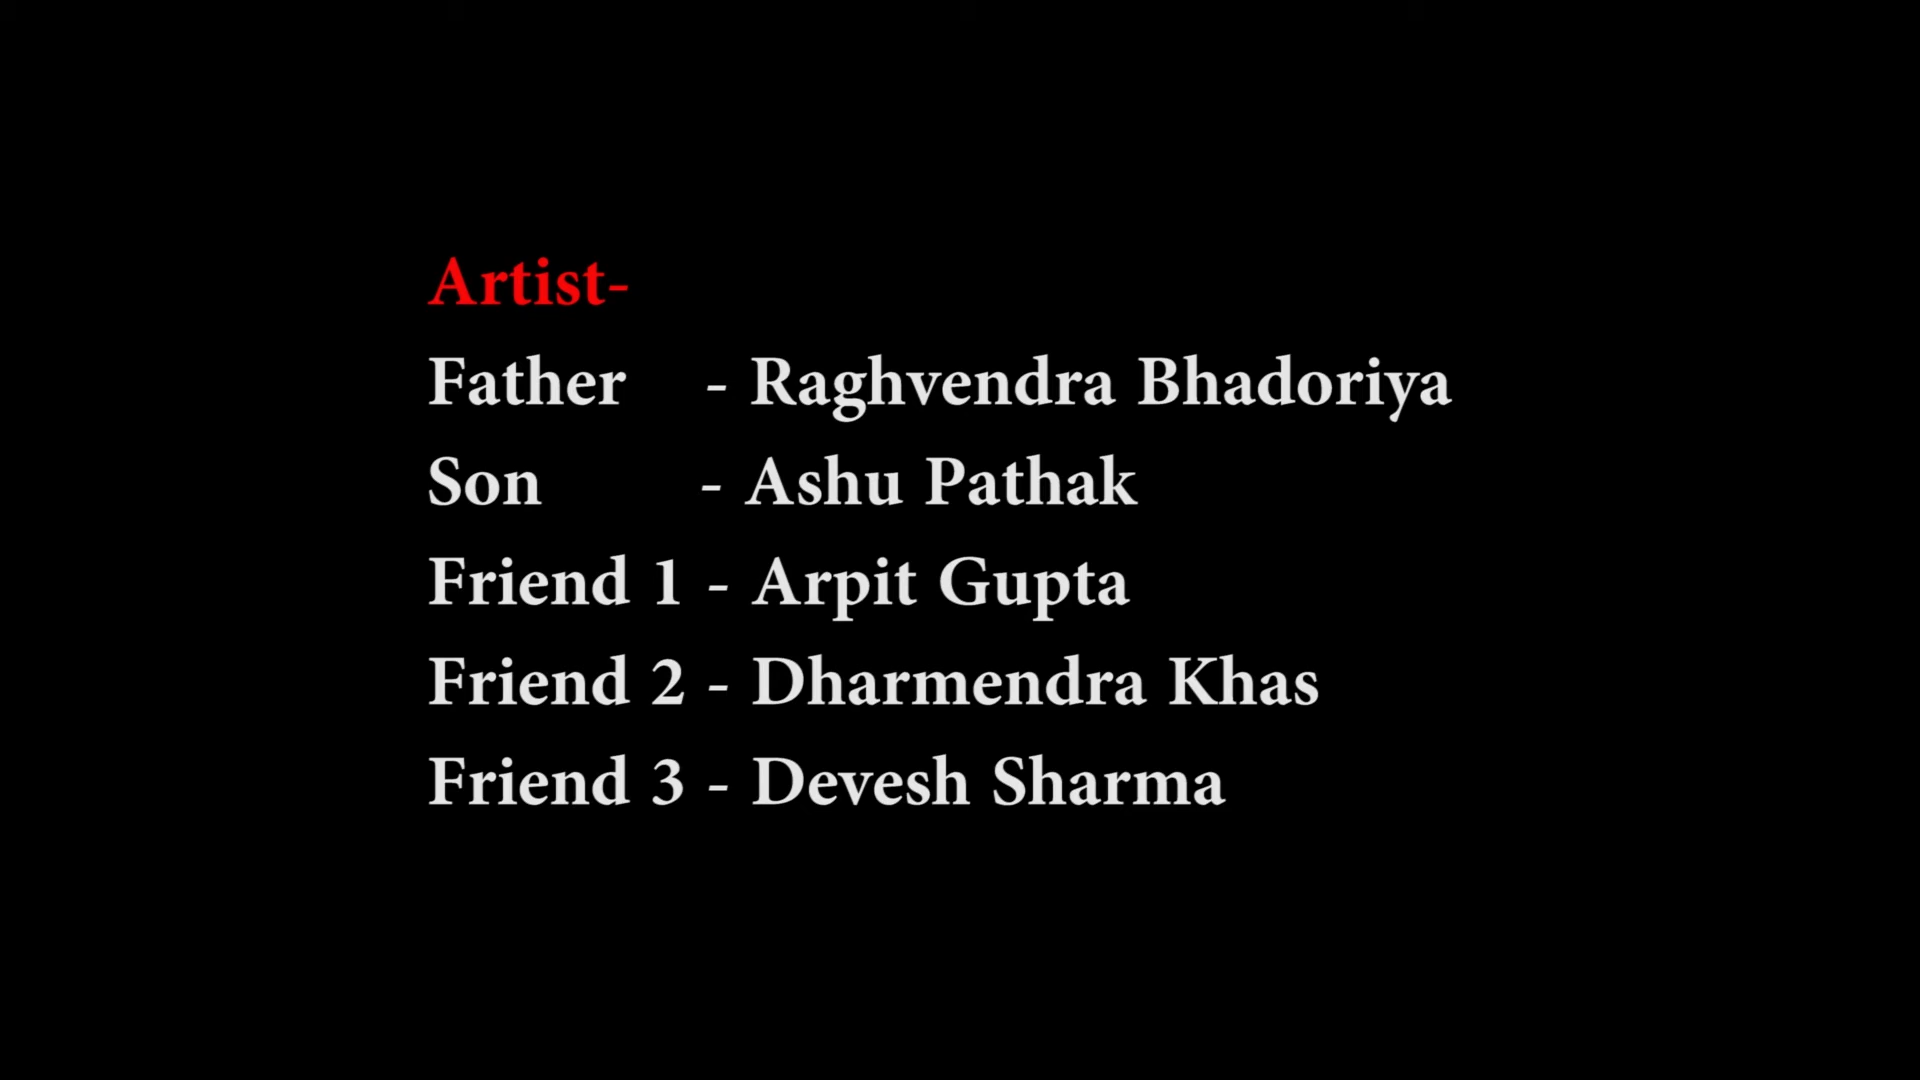 Artist-
Father - Raghvendra Bhadoriya
Son - Ashu Pathak
Friend 1 - Arpit Gupta
Friend 2 - Dharmendra Khas
Friend 3 - Devesh Sharma